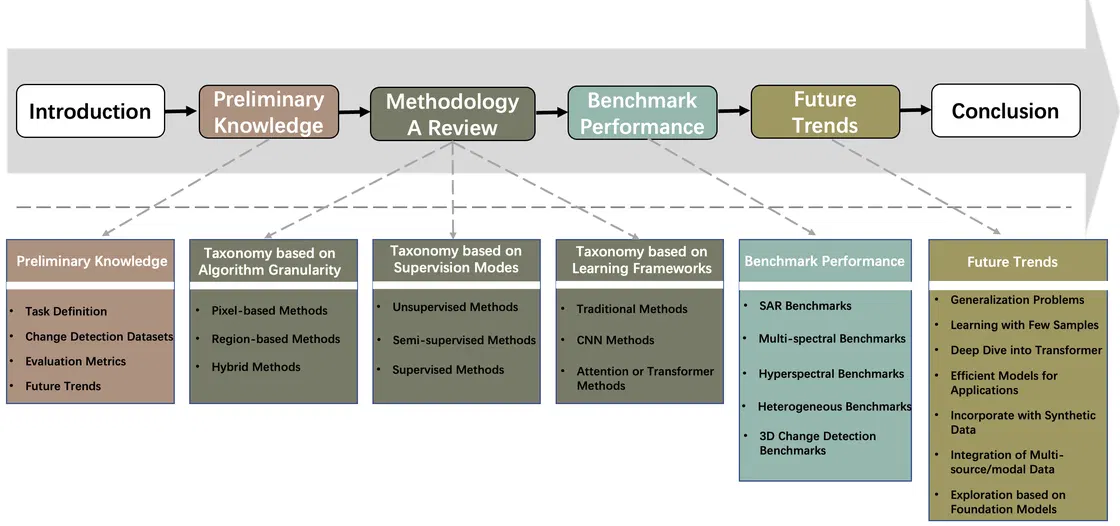 Introduction
Preliminary
Knowledge
Methodology
A Review
Benchmark
Performance
Future
Trends
Conclusion
Preliminary Knowledge
• Task Definition
• Change Detection Datasets
• Evaluation Metrics
• Future Trends
Taxonomy based on
Algorithm Granularity
• Pixel-based Methods
• Region-based Methods
• Hybrid Methods
Taxonomy based on
Supervision Modes
• Unsupervised Methods
• Semi-supervised Methods
• Supervised Methods
Taxonomy based on
Learning Frameworks
• Traditional Methods
• CNN Methods
• Attention or Transformer
Methods
Benchmark Performance
• SAR Benchmarks
• Multi-spectral Benchmarks
• Hyperspectral Benchmarks
• Heterogeneous Benchmarks
• 3D Change Detection
Benchmarks
Future Trends
• Generalization Problems
• Learning with Few Samples
• Deep Dive into Transformer
• Efficient Models for
Applications
• Incorporate with Synthetic
Data
• Integration of Multi-
source/modal Data
• Exploration based on
Foundation Models